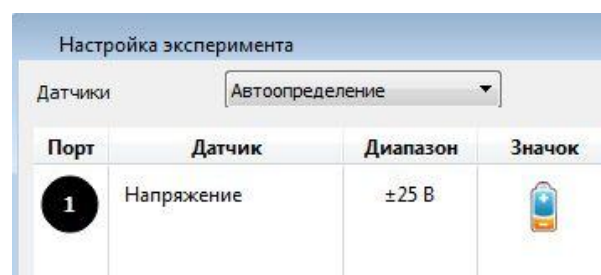 Настройка эксперимента
Датчики Автоопределение
Порт Датчик Диапазон Значок
1 Напряжение ±25 В